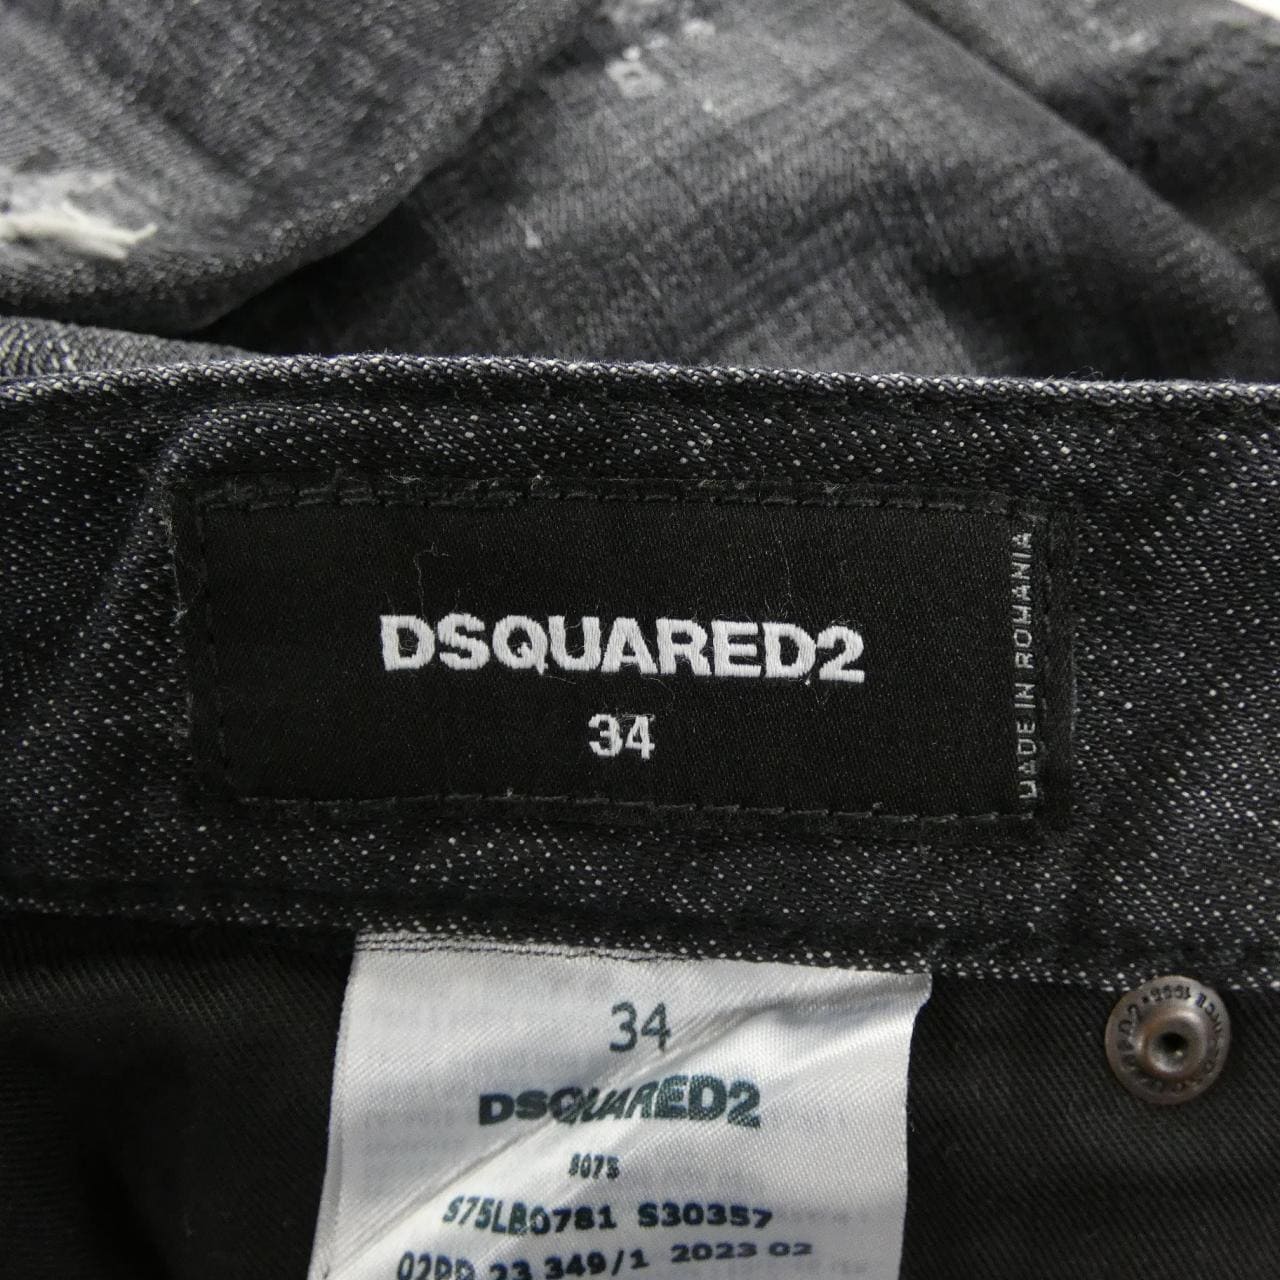 DSQUARED2
34
MADE IN ROMANIA
34
DSQUARED2
S075
S75LB0781 S30357
23 349/1 2023 02